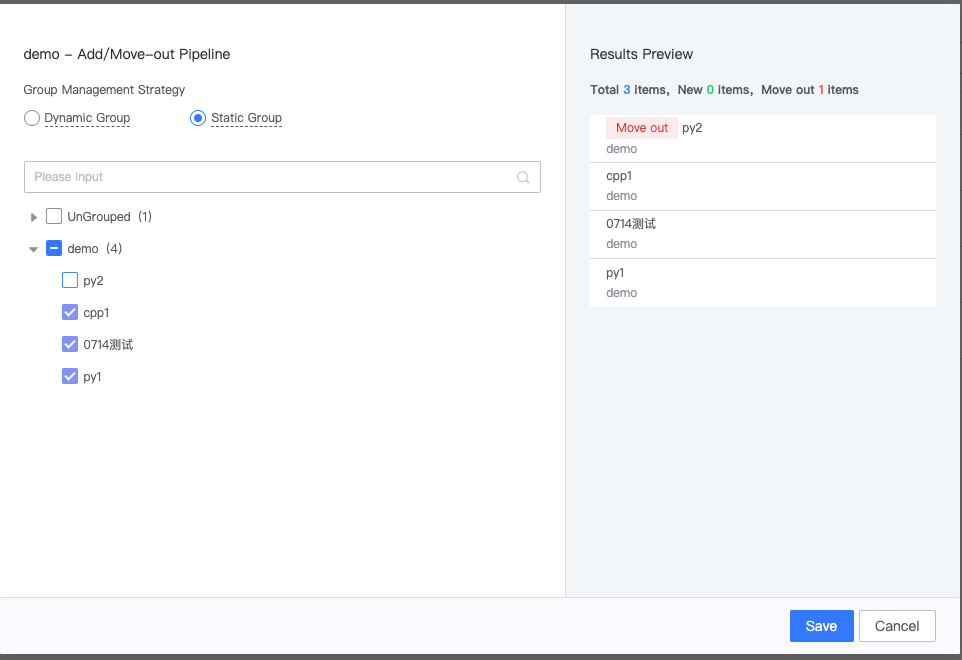 demo - Add/Move-out Pipeline
Group Management Strategy
Dynamic Group
Static Group
Please input
UnGrouped (1)
demo (4)
py2
cpp1
0714测试
py1
Results Preview
Total 3 items, New 0 items, Move out 1 items
Move out py2
demo
cpp1
demo
0714测试
demo
py1
demo
Save
Cancel